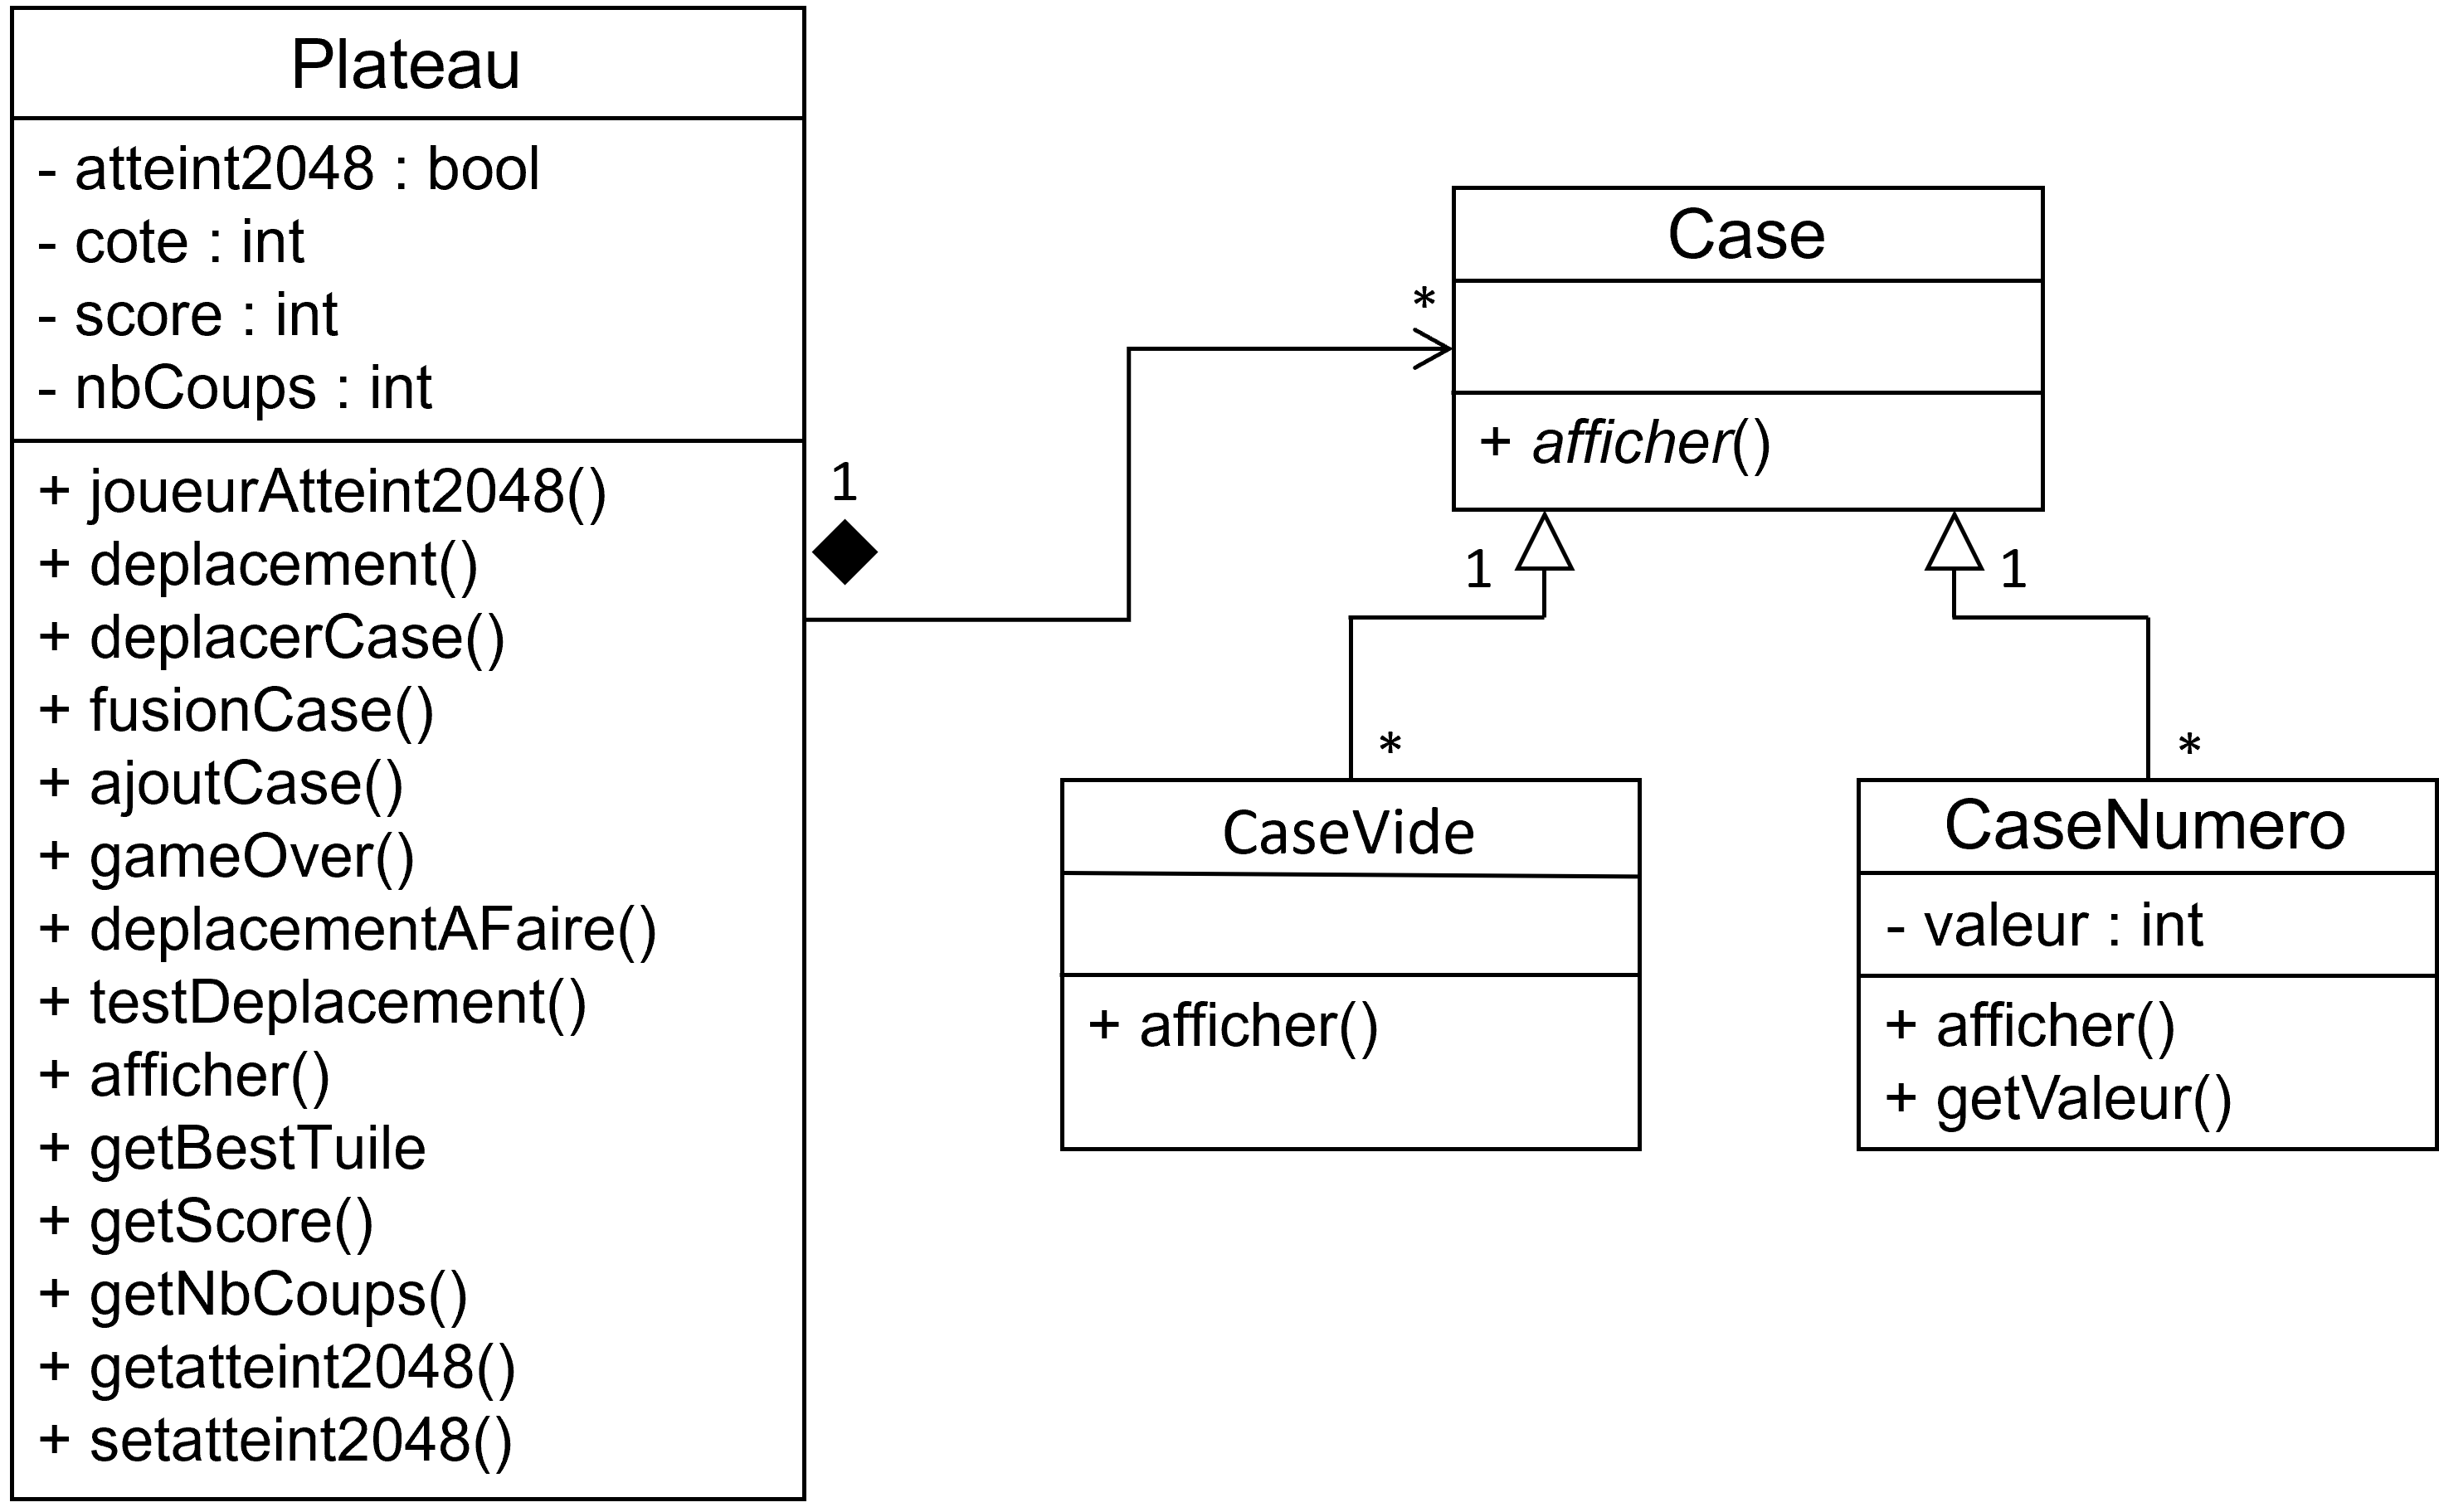 Plateau
- atteint2048 : bool
- cote : int
- score : int
- nbCoups : int
+ joueurAtteint2048()
+ deplacement()
+ deplacerCase()
+ fusionCase()
+ ajoutCase()
+ gameOver()
+ deplacementAFaire()
+ testDeplacement()
+ afficher()
+ getBestTuile
+ getScore()
+ getNbCoups()
+ getatteint2048()
+ setatteint2048()
1
*
Case
+ afficher()
1
1
*
*
CaseVide
+ afficher()
CaseNumero
- valeur : int
+ afficher()
+ getValeur()